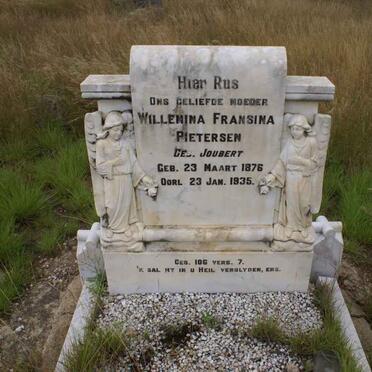 Hier Rus
Ons geliefde moeder
Willemina Fransina
Pietersen
Geb. Joubert
Geb. 23 Maart 1876
Oorl. 23 Jan. 1935.
Ges. 106 vers. 7.
'k sal my in u Heil verblyden, ens.